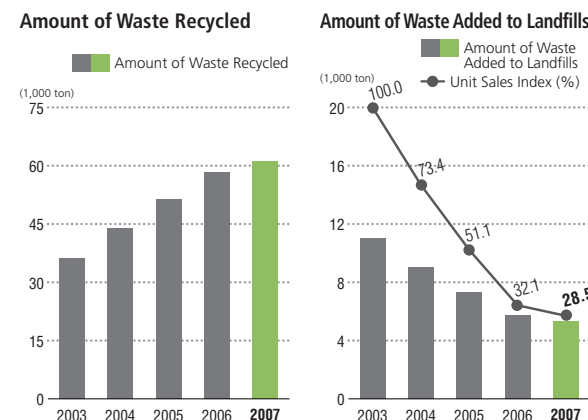 Amount of Waste Recycled
Amount of Waste Recycled
(1,000 ton)
75
60
45
30
15
0
2003 2004 2005 2006 2007
Amount of Waste Added to Landfills
Amount of Waste
Added to Landfills
Unit Sales Index (%)
(1,000 ton)
20
16
12
8
4
0
100.0
73.4
51.1
32.1
28.5
2003 2004 2005 2006 2007